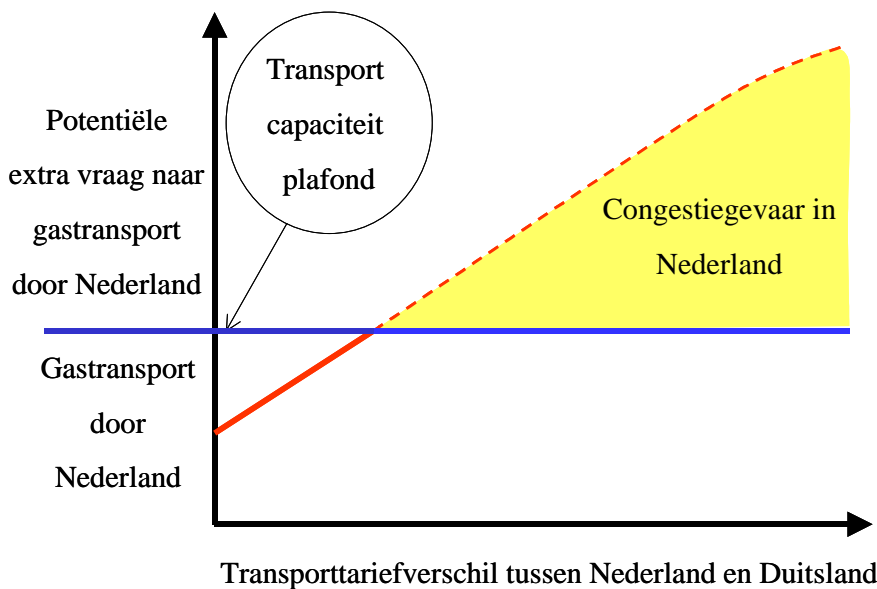 Transport
capaciteit
plafond
Potentiële
extra vraag naar
gastransport
door Nederland
Congestiegevaar in
Nederland
Gastransport
door
Nederland
Transporttariefverschil tussen Nederland en Duitsland